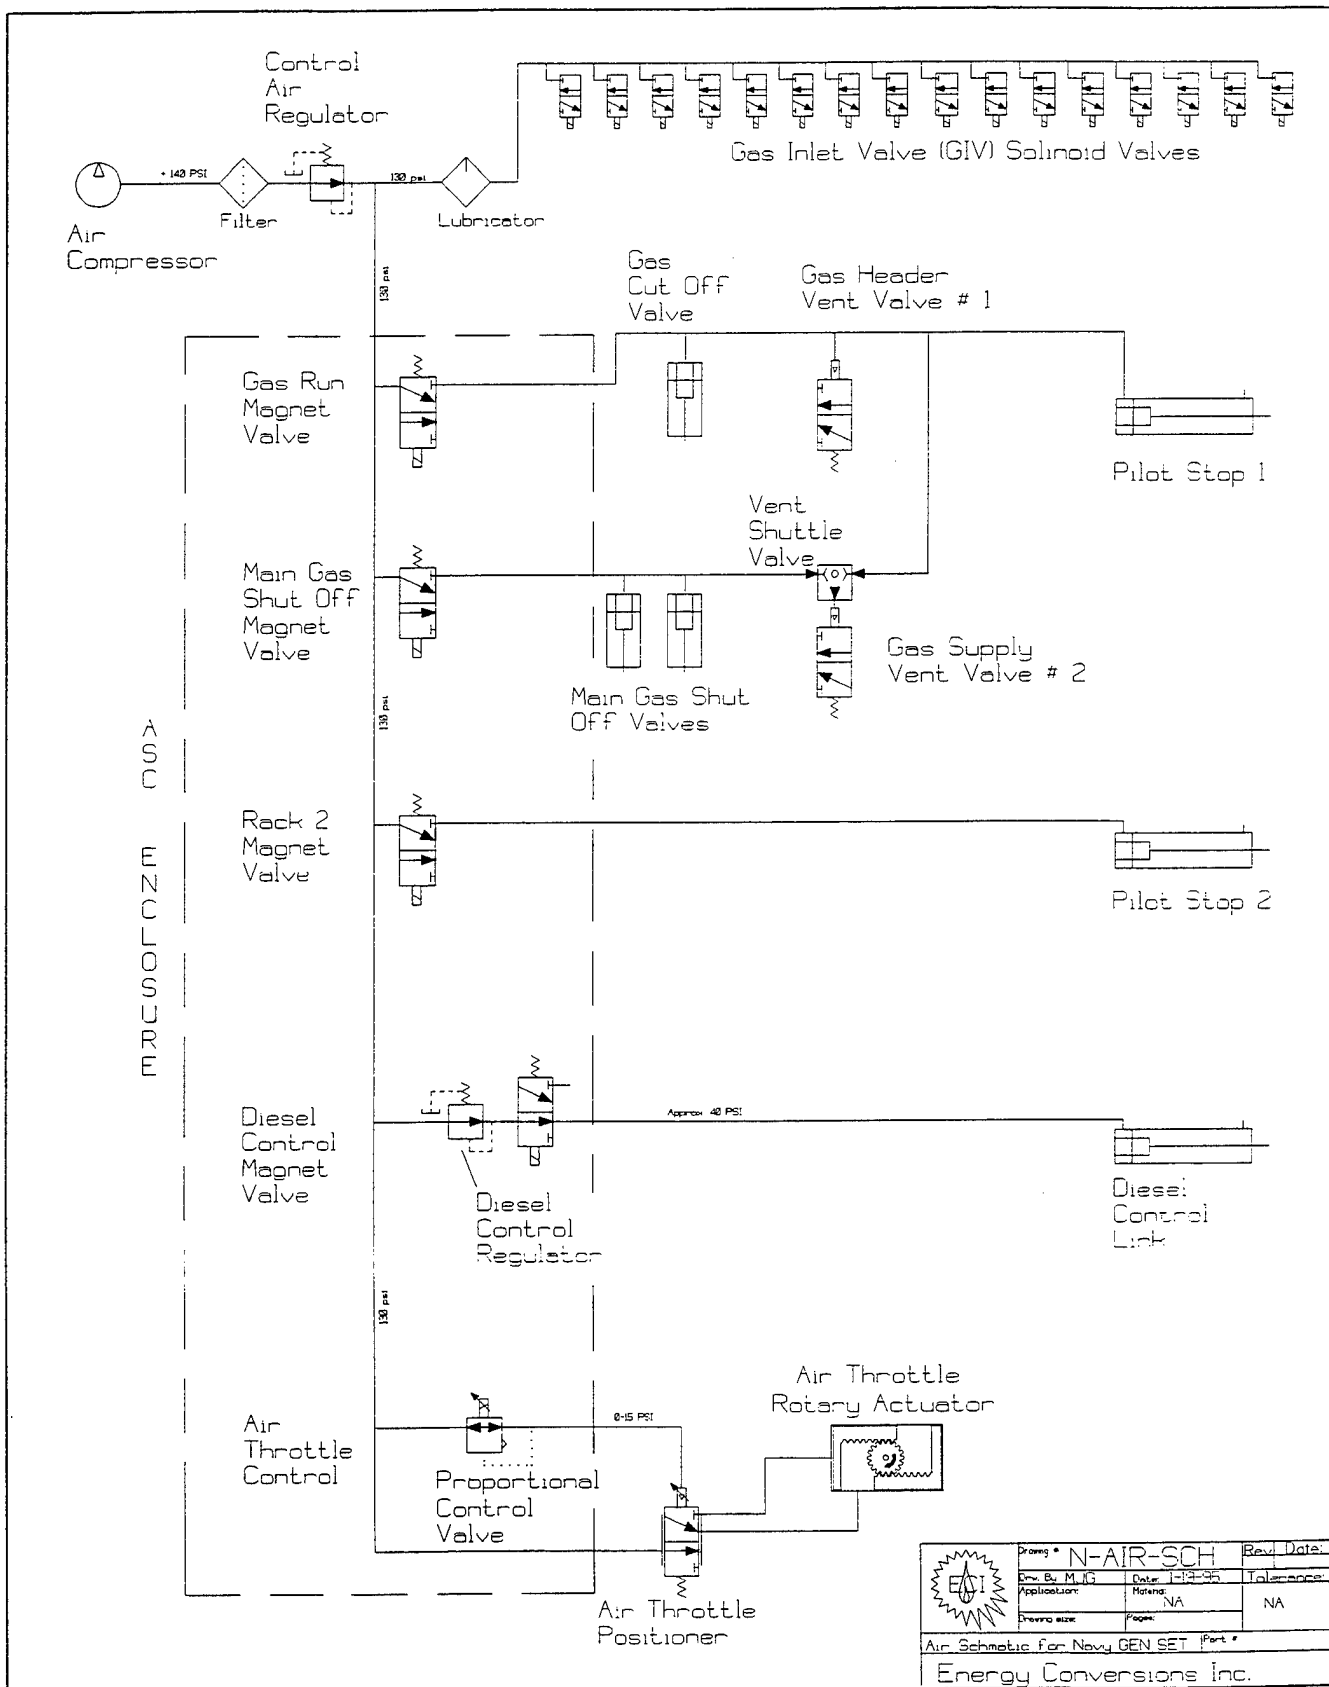 Control
Air
Regulator
Gas Inlet Valve (GIV) Solinoid Valves
+ 140 PSI
130 psi
Filter
Lubricator
Air
Compressor
130 psi
Gas
Cut Off
Valve
Gas Header
Vent Valve # 1
Gas Run
Magnet
Valve
Pilot Stop 1
Vent
Shuttle
Valve
Main Gas
Shut Off
Magnet
Valve
Gas Supply
Vent Valve # 2
Main Gas Shut
Off Valves
130 psi
ASC ENCLOSURE
Rack 2
Magnet
Valve
Pilot Stop 2
Diesel
Control
Magnet
Valve
Approx 40 PSI
Diesel
Control
Regulator
Diesel
Control
Link
130 psi
Air
Throttle
Control
0-15 PSI
Proportional
Control
Valve
Air Throttle
Rotary Actuator
Air Throttle
Positioner
ECI
Drawing # N-AIR-SCH Rev. Date:
Drw. By M.JG Date: 1-13-95 Tolerance:
Application: Material: NA NA
Drawing size: Pages:
Air Schmatic for Navy GEN SET Part #
Energy Conversions Inc.